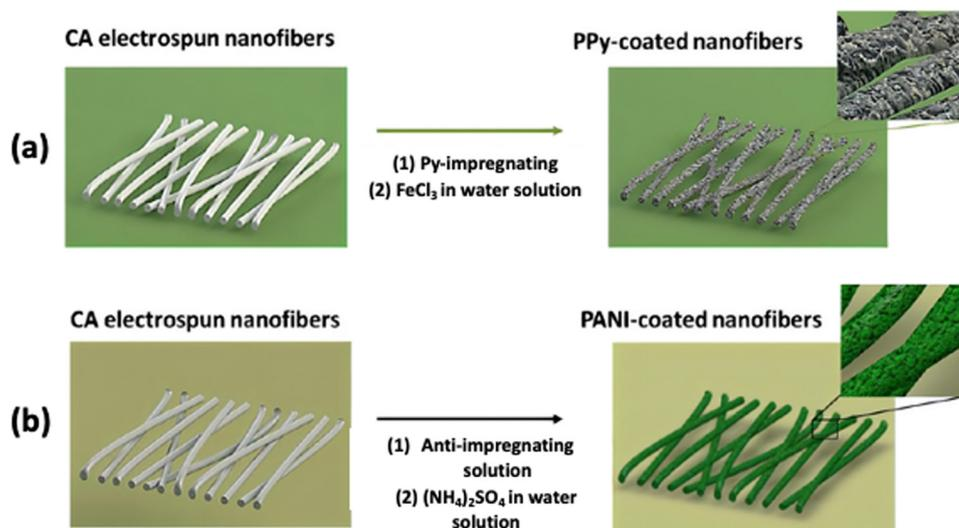 CA electrospun nanofibers
PPy-coated nanofibers
(a)
(1) Py-impregnating
(2) FeCl₃ in water solution
CA electrospun nanofibers
PANI-coated nanofibers
(b)
(1) Anti-impregnating
solution
(2) (NH₄)₂SO₄ in water
solution